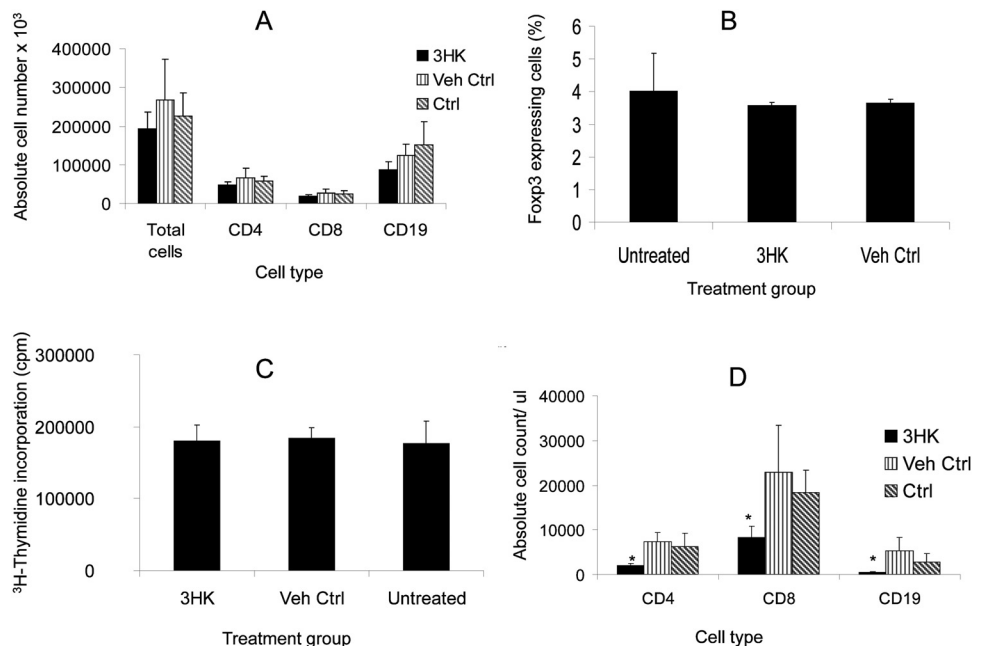 A
Absolute cell number x 10³
400000
300000
200000
100000
0
3HK
Veh Ctrl
Ctrl
Total
cells
CD4
CD8
CD19
Cell type
B
Foxp3 expressing cells (%)
6
5
4
3
2
1
0
Untreated
3HK
Veh Ctrl
Treatment group
C
³H-Thymidine incorporation (cpm)
300000
200000
100000
0
3HK
Veh Ctrl
Untreated
Treatment group
D
Absolute cell count/ ul
40000
30000
20000
10000
0
3HK
Veh Ctrl
Ctrl
*
*
*
CD4
CD8
CD19
Cell type